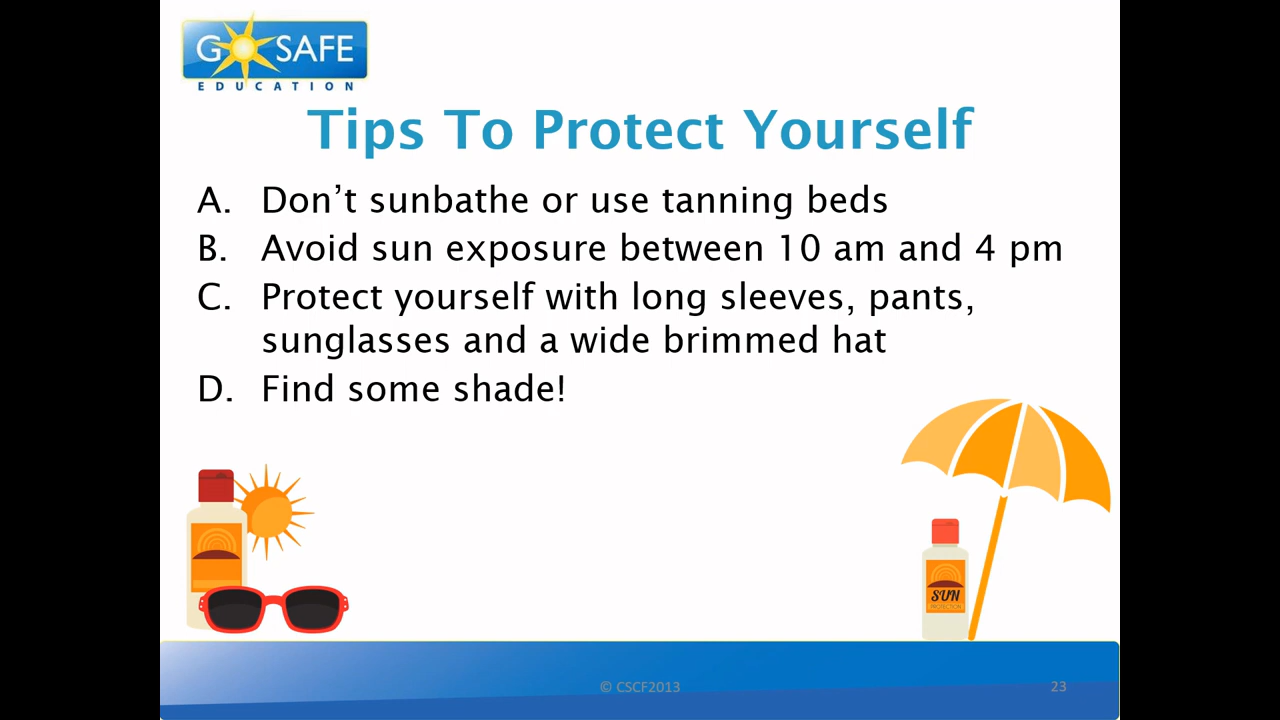 GO SAFE
EDUCATION
Tips To Protect Yourself
A. Don’t sunbathe or use tanning beds
B. Avoid sun exposure between 10 am and 4 pm
C. Protect yourself with long sleeves, pants,
sunglasses and a wide brimmed hat
D. Find some shade!
SUN
PROTECTION
© CSCF2013
23